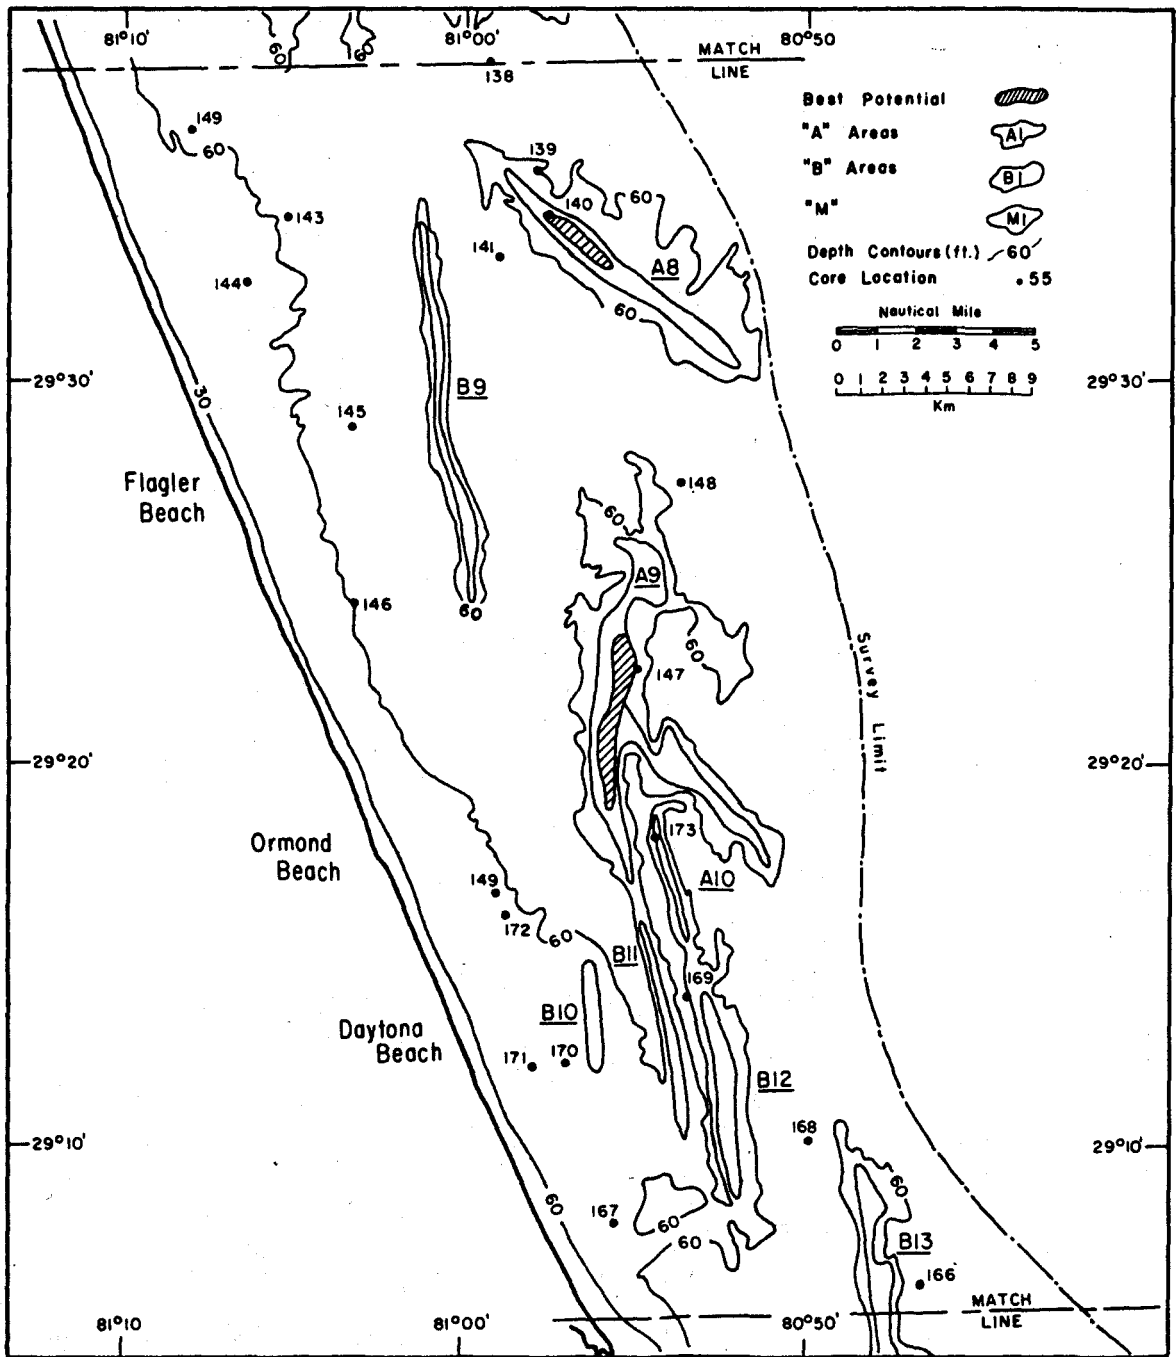 81°10'
81°00'
80°50'
60
60
138
MATCH
LINE
Best Potential
"A" Areas
A1
"B" Areas
B1
"M"
M1
Depth Contours (ft.)
60
Core Location
55
Nautical Mile
0 1 2 3 4 5
0 1 2 3 4 5 6 7 8 9
Km
149
60
139
60
143
140
141
A8
144
60
29°30'
29°30'
30
B9
145
Flagler
Beach
148
60
A9
146
60
60
147
Survey Limit
29°20'
29°20'
Ormond
Beach
173
149
A10
172
60
B11
169
B10
Daytona
Beach
171
170
B12
168
29°10'
29°10'
60
60
167
60
60
B13
166
MATCH
LINE
81°10'
81°00'
80°50'